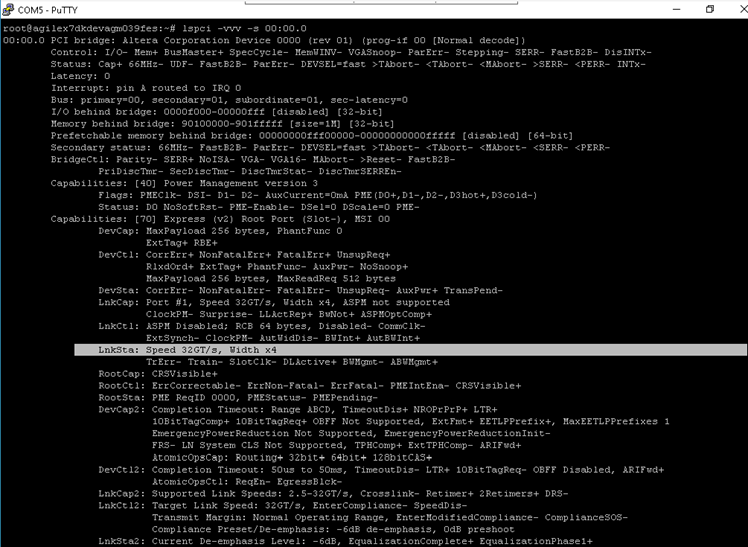 COM5 - PuTTY
root@agilex7dkdevagm039fes:~# lspci -vvv -s 00:00.0
00:00.0 PCI bridge: Altera Corporation Device 0000 (rev 01) (prog-if 00 [Normal decode])
Control: I/O- Mem+ BusMaster+ SpecCycle- MemWINV- VGASnoop- ParErr- Stepping- SERR- FastB2B- DisINTx-
Status: Cap+ 66MHz- UDF- FastB2B- ParErr- DEVSEL=fast >TAbort- <TAbort- <MAbort- >SERR- <PERR- INTx-
Latency: 0
Interrupt: pin A routed to IRQ 0
Bus: primary=00, secondary=01, subordinate=01, sec-latency=0
I/O behind bridge: 0000f000-00000fff [disabled] [32-bit]
Memory behind bridge: 90100000-901fffff [size=1M] [32-bit]
Prefetchable memory behind bridge: 00000000fff00000-00000000000fffff [disabled] [64-bit]
Secondary status: 66MHz- FastB2B- ParErr- DEVSEL=fast >TAbort- <TAbort- <MAbort- <SERR- <PERR-
BridgeCtl: Parity- SERR+ NoISA- VGA- VGA16- MAbort- >Reset- FastB2B-
PriDiscTmr- SecDiscTmr- DiscTmrStat- DiscTmrSERREn-
Capabilities: [40] Power Management version 3
Flags: PMEClk- DSI- D1- D2- AuxCurrent=0mA PME(D0+,D1-,D2-,D3hot+,D3cold-)
Status: D0 NoSoftRst- PME-Enable- DSel=0 DScale=0 PME-
Capabilities: [70] Express (v2) Root Port (Slot-), MSI 00
DevCap: MaxPayload 256 bytes, PhantFunc 0
ExtTag+ RBE+
DevCtl: CorrErr+ NonFatalErr+ FatalErr+ UnsupReq+
RlxdOrd+ ExtTag+ PhantFunc- AuxPwr- NoSnoop+
MaxPayload 256 bytes, MaxReadReq 512 bytes
DevSta: CorrErr- NonFatalErr- FatalErr- UnsupReq- AuxPwr+ TransPend-
LnkCap: Port #1, Speed 32GT/s, Width x4, ASPM not supported
ClockPM- Surprise- LLActRep+ BwNot+ ASPMOptComp+
LnkCtl: ASPM Disabled; RCB 64 bytes, Disabled- CommClk-
ExtSynch- ClockPM- AutWidDis- BWInt+ AutBWInt+
LnkSta: Speed 32GT/s, Width x4
TrErr- Train- SlotClk- DLActive+ BWMgmt- ABWMgmt+
RootCap: CRSVisible+
RootCtl: ErrCorrectable- ErrNon-Fatal- ErrFatal- PMEIntEna- CRSVisible+
RootSta: PME ReqID 0000, PMEStatus- PMEPending-
DevCap2: Completion Timeout: Range ABCD, TimeoutDis+ NROPrPrP+ LTR+
10BitTagComp+ 10BitTagReq+ OBFF Not Supported, ExtFmt+ EETLPPrefix+, MaxEETLPPrefixes 1
EmergencyPowerReduction Not Supported, EmergencyPowerReductionInit-
FRS- LN System CLS Not Supported, TPHComp+ ExtTPHComp- ARIFwd+
AtomicOpsCap: Routing+ 32bit+ 64bit+ 128bitCAS+
DevCtl2: Completion Timeout: 50us to 50ms, TimeoutDis- LTR+ 10BitTagReq- OBFF Disabled, ARIFwd+
AtomicOpsCtl: ReqEn- EgressBlck-
LnkCap2: Supported Link Speeds: 2.5-32GT/s, Crosslink- Retimer+ 2Retimers+ DRS-
LnkCtl2: Target Link Speed: 32GT/s, EnterCompliance- SpeedDis-
Transmit Margin: Normal Operating Range, EnterModifiedCompliance- ComplianceSOS-
Compliance Preset/De-emphasis: -6dB de-emphasis, 0dB preshoot
LnkSta2: Current De-emphasis Level: -6dB, EqualizationComplete+ EqualizationPhase1+